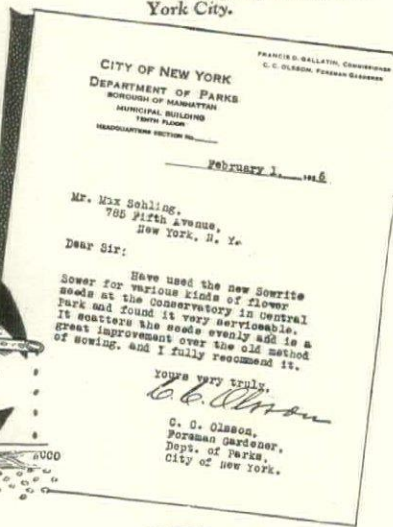 York City.
CITY OF NEW YORK
DEPARTMENT OF PARKS
BOROUGH OF MANHATTAN
MUNICIPAL BUILDING
TENTH FLOOR
HEADQUARTERS SECTION No.
FRANCIS D. GALLATIN, COMMISSIONER
C. C. OLSSON, FOREMAN GARDENER
February 1, 1926
Mr. Max Schling,
785 Fifth Avenue,
New York, N. Y.
Dear Sir:
Have used the new Sowrite
Sower for various kinds of flower
seeds at the Conservatory in Central
Park and found it very serviceable.
It scatters the seeds evenly and is a
great improvement over the old method
of sowing. and I fully recommend it.
Yours very truly,
C. C. Olsson
C. C. Olsson,
Foreman Gardener,
Dept. of Parks,
City of New York.